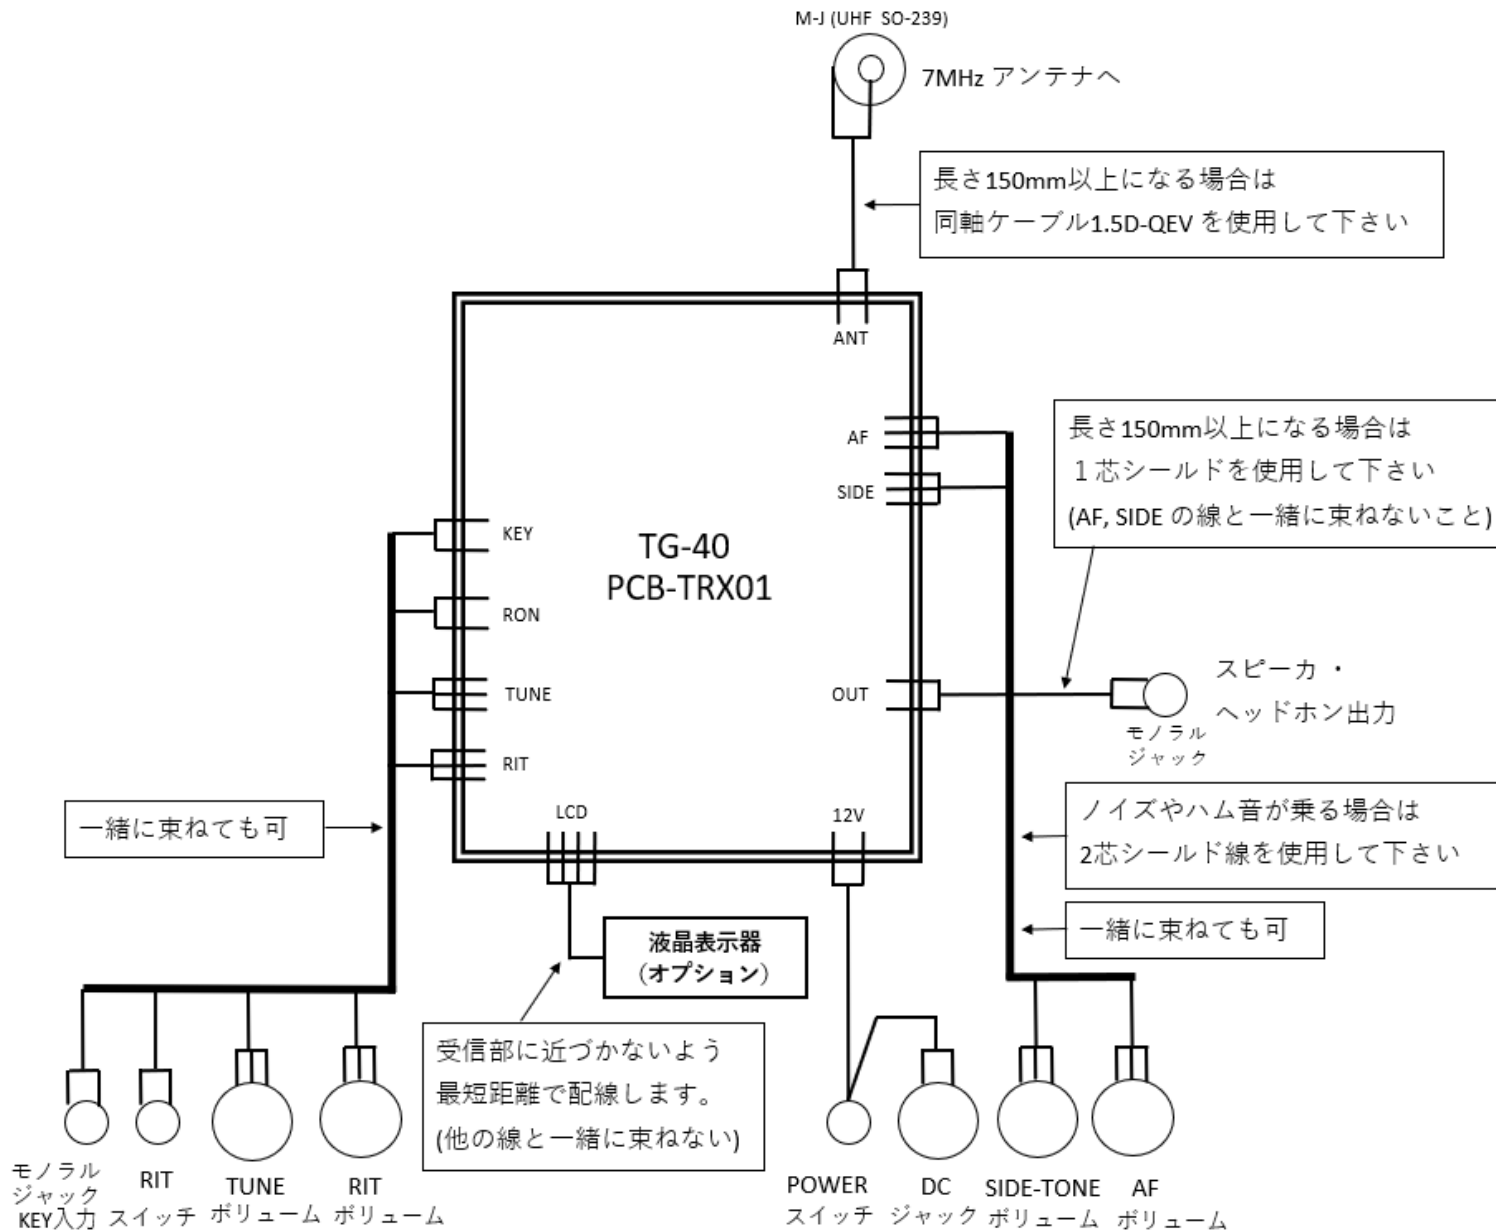 M-J (UHF SO-239)
7MHz アンテナへ
長さ150mm以上になる場合は
同軸ケーブル1.5D-QEV を使用して下さい
ANT
AF
SIDE
長さ150mm以上になる場合は
１芯シールドを使用して下さい
(AF, SIDE の線と一緒に束ねないこと)
KEY
RON
TUNE
RIT
TG-40
PCB-TRX01
OUT
スピーカ ・
ヘッドホン出力
モノラル
ジャック
一緒に束ねても可
LCD
12V
ノイズやハム音が乗る場合は
2芯シールド線を使用して下さい
一緒に束ねても可
液晶表示器
（オプション）
受信部に近づかないよう
最短距離で配線します。
(他の線と一緒に束ねない)
モノラル
ジャック
KEY入力
RIT
スイッチ
TUNE
ボリューム
RIT
ボリューム
POWER
スイッチ
DC
ジャック
SIDE-TONE
ボリューム
AF
ボリューム